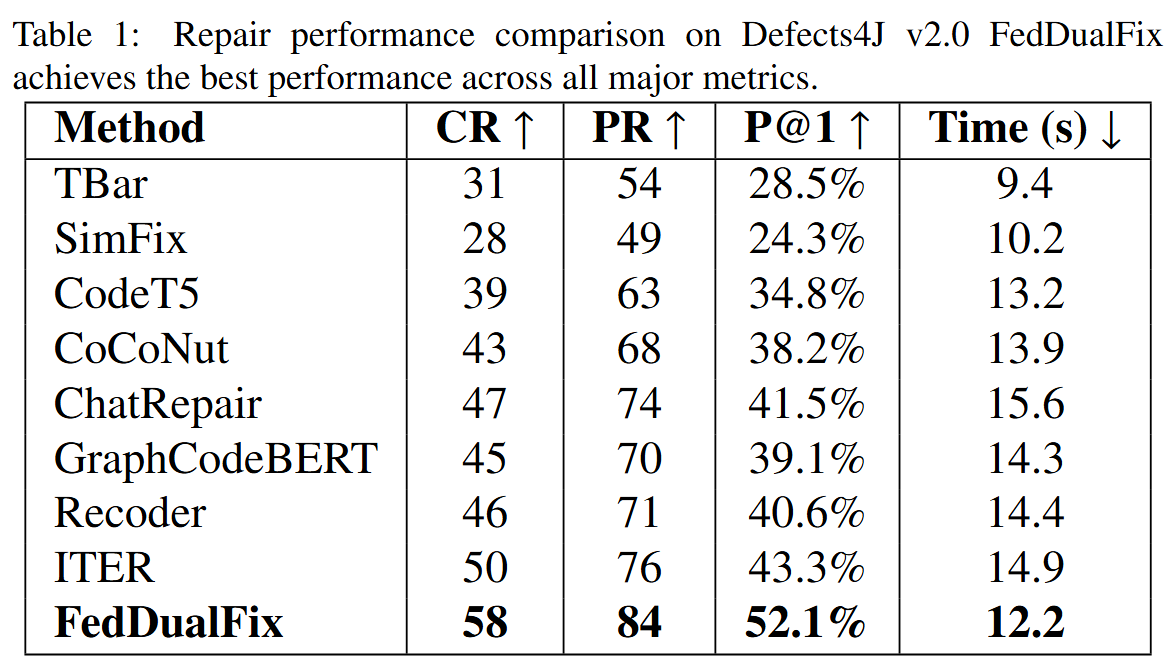 Table 1: Repair performance comparison on Defects4J v2.0 FedDualFix
achieves the best performance across all major metrics.
Method CR ↑ PR ↑ P@1 ↑ Time (s) ↓
TBar 31 54 28.5% 9.4
SimFix 28 49 24.3% 10.2
CodeT5 39 63 34.8% 13.2
CoCoNut 43 68 38.2% 13.9
ChatRepair 47 74 41.5% 15.6
GraphCodeBERT 45 70 39.1% 14.3
Recoder 46 71 40.6% 14.4
ITER 50 76 43.3% 14.9
FedDualFix 58 84 52.1% 12.2